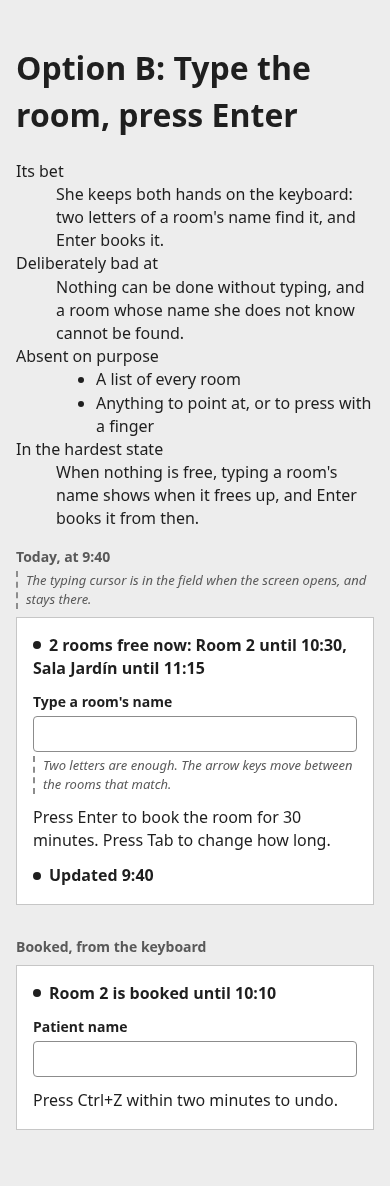 Option B: Type the
room, press Enter
Its bet
She keeps both hands on the keyboard:
two letters of a room's name find it, and
Enter books it.
Deliberately bad at
Nothing can be done without typing, and
a room whose name she does not know
cannot be found.
Absent on purpose
• A list of every room
• Anything to point at, or to press with
a finger
In the hardest state
When nothing is free, typing a room's
name shows when it frees up, and Enter
books it from then.
Today, at 9:40
The typing cursor is in the field when the screen opens, and
stays there.
● 2 rooms free now: Room 2 until 10:30,
Sala Jardín until 11:15
Type a room's name
Two letters are enough. The arrow keys move between
the rooms that match.
Press Enter to book the room for 30
minutes. Press Tab to change how long.
● Updated 9:40
Booked, from the keyboard
● Room 2 is booked until 10:10
Patient name
Press Ctrl+Z within two minutes to undo.